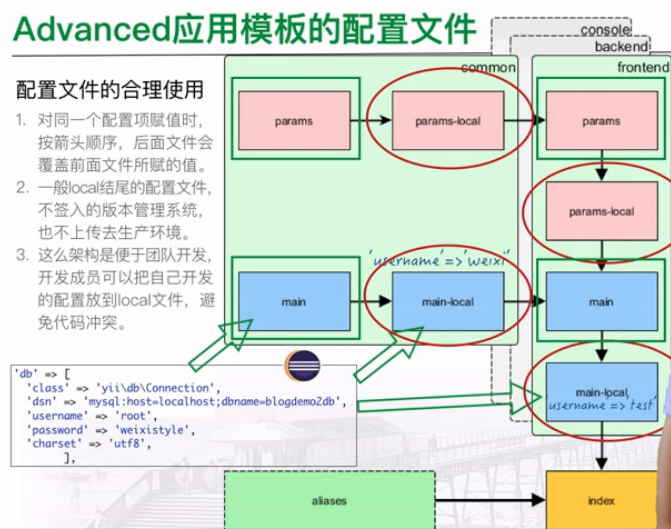 Advanced应用模板的配置文件
配置文件的合理使用
1. 对同一个配置项赋值时,
按箭头顺序，后面文件会
覆盖前面文件所赋的值。
2. 一般local结尾的配置文件,
不签入的版本管理系统,
也不上传去生产环境。
3. 这么架构是便于团队开发,
开发成员可以把自己开发
的配置放到local文件，避
免代码冲突。
console
backend
common
frontend
params
params-local
params
params-local
'username' => 'weixi'
main
main-local
main
main-local
'username => test'
'db' => [
'class' => 'yii\db\Connection',
'dsn' => 'mysql:host=localhost;dbname=blogdemo2db',
'username' => 'root',
'password' => 'weixistyle',
'charset' => 'utf8',
],
aliases
index